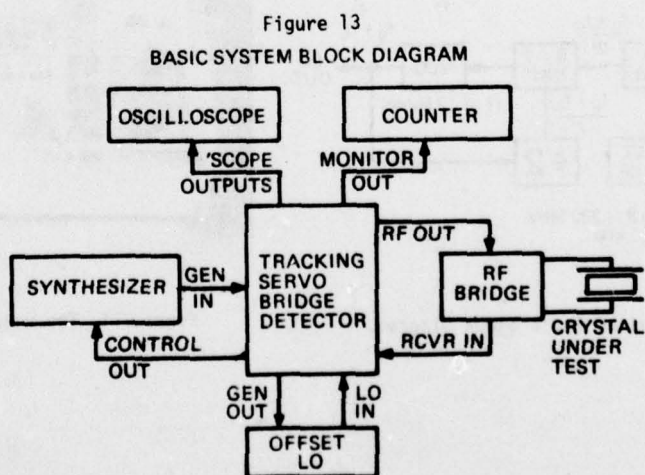 Figure 13
BASIC SYSTEM BLOCK DIAGRAM
OSCILLOSCOPE
COUNTER
'SCOPE
OUTPUTS
MONITOR
OUT
SYNTHESIZER
GEN
IN
CONTROL
OUT
TRACKING
SERVO
BRIDGE
DETECTOR
RF OUT
RF
BRIDGE
RCVR IN
CRYSTAL
UNDER
TEST
GEN
OUT
LO
IN
OFFSET
LO